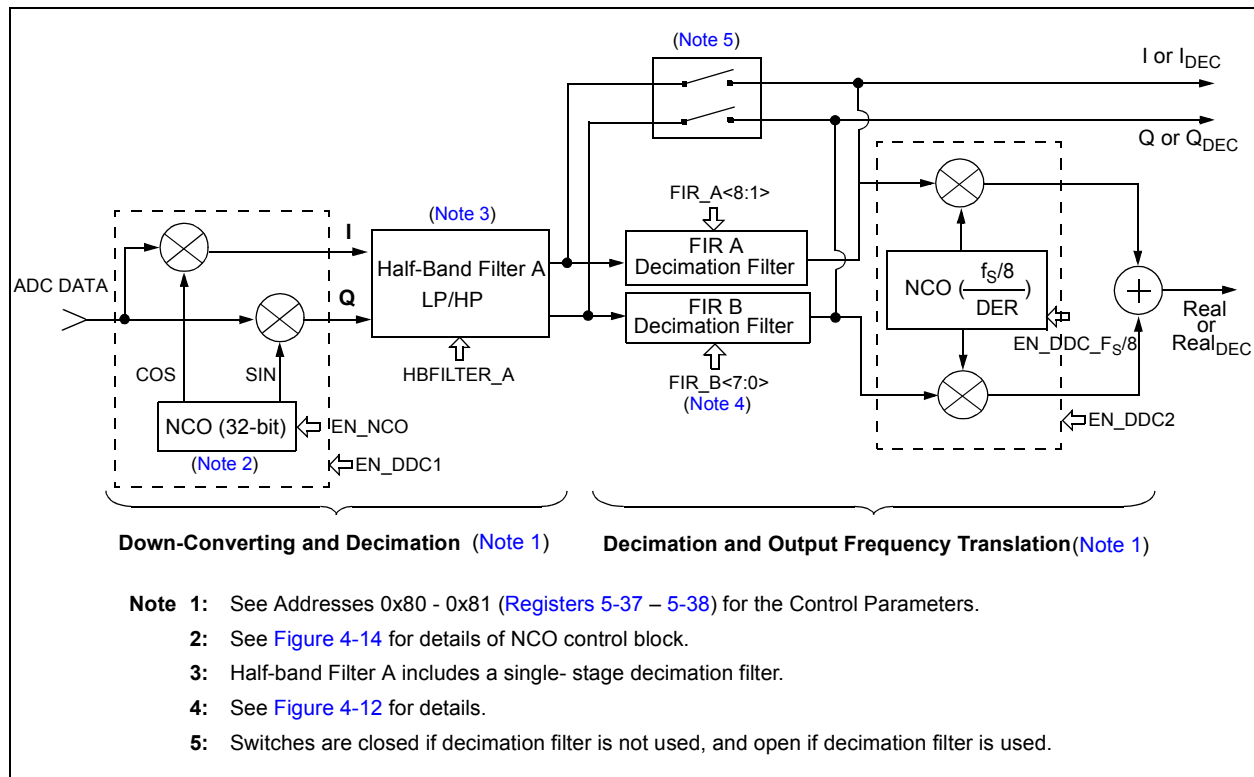 (Note 5)
I or IDEC
Q or QDEC
FIR_A<8:1>
(Note 3)
I
FIR A
Decimation Filter
Half-Band Filter A
LP/HP
ADC DATA
Q
FIR B
Decimation Filter
NCO (fS/8
DER)
Real
or
RealDEC
EN_DDC_FS/8
COS
SIN
HBFILTER_A
FIR_B<7:0>
(Note 4)
NCO (32-bit)
EN_NCO
EN_DDC2
(Note 2)
EN_DDC1
Down-Converting and Decimation (Note 1)
Decimation and Output Frequency Translation(Note 1)
Note 1: See Addresses 0x80 - 0x81 (Registers 5-37 – 5-38) for the Control Parameters.
2: See Figure 4-14 for details of NCO control block.
3: Half-band Filter A includes a single- stage decimation filter.
4: See Figure 4-12 for details.
5: Switches are closed if decimation filter is not used, and open if decimation filter is used.